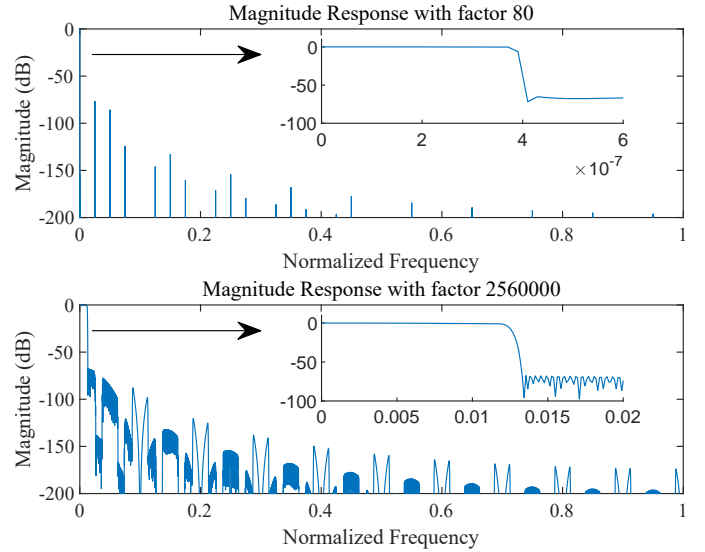 Magnitude Response with factor 80
Magnitude (dB)
0
-50
-100
-150
-200
0 0.2 0.4 0.6 0.8 1
Normalized Frequency
0
-50
-100
0 2 4 6
×10⁻⁷
Magnitude Response with factor 2560000
Magnitude (dB)
0
-50
-100
-150
-200
0 0.2 0.4 0.6 0.8 1
Normalized Frequency
0
-50
-100
0 0.005 0.01 0.015 0.02